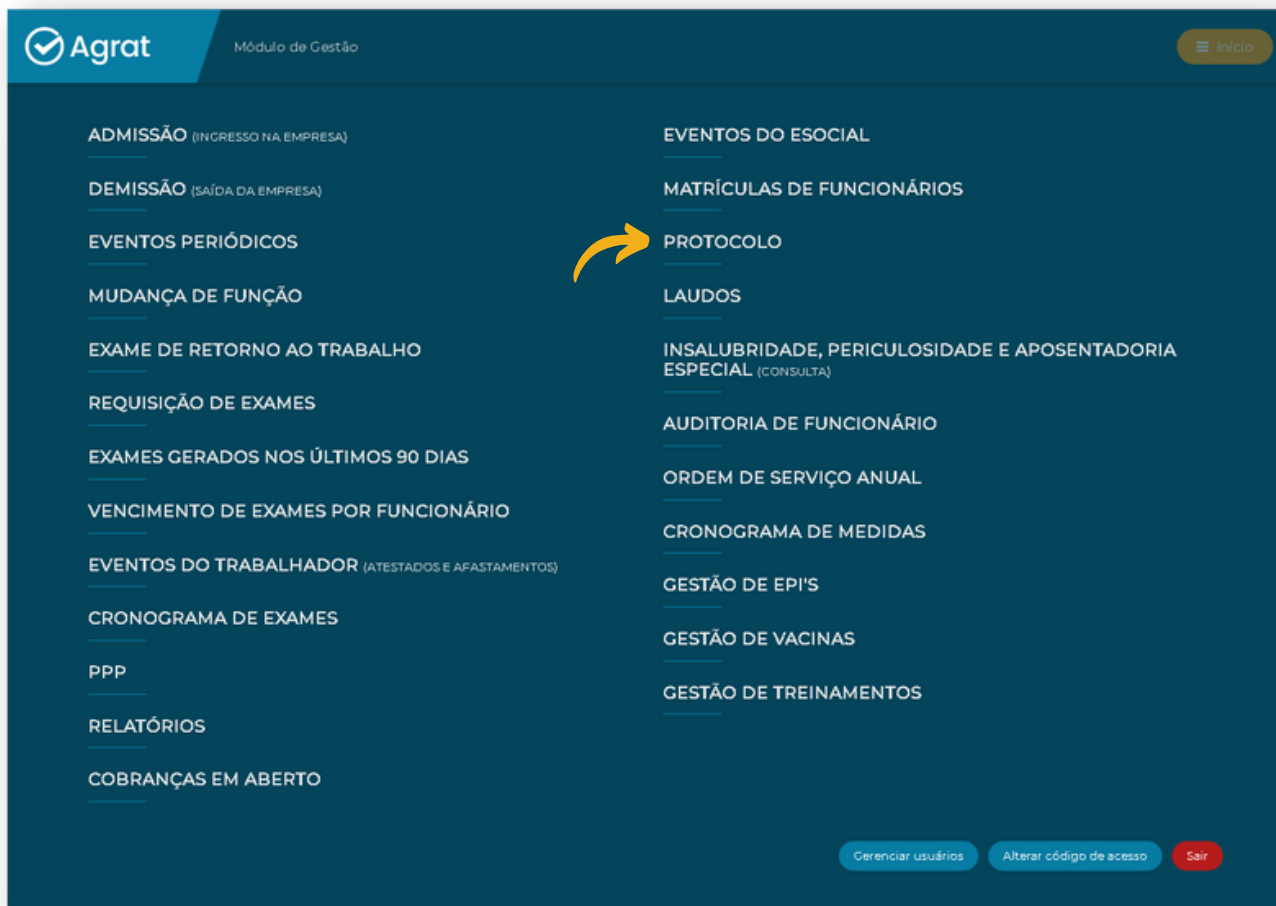 Agrat
Módulo de Gestão
Início
ADMISSÃO (INGRESSO NA EMPRESA)
DEMISSÃO (SAÍDA DA EMPRESA)
EVENTOS PERIÓDICOS
MUDANÇA DE FUNÇÃO
EXAME DE RETORNO AO TRABALHO
REQUISIÇÃO DE EXAMES
EXAMES GERADOS NOS ÚLTIMOS 90 DIAS
VENCIMENTO DE EXAMES POR FUNCIONÁRIO
EVENTOS DO TRABALHADOR (ATESTADOS E AFASTAMENTOS)
CRONOGRAMA DE EXAMES
PPP
RELATÓRIOS
COBRANÇAS EM ABERTO
EVENTOS DO ESOCIAL
MATRÍCULAS DE FUNCIONÁRIOS
PROTOCOLO
LAUDOS
INSALUBRIDADE, PERICULOSIDADE E APOSENTADORIA
ESPECIAL (CONSULTA)
AUDITORIA DE FUNCIONÁRIO
ORDEM DE SERVIÇO ANUAL
CRONOGRAMA DE MEDIDAS
GESTÃO DE EPI'S
GESTÃO DE VACINAS
GESTÃO DE TREINAMENTOS
Gerenciar usuários
Alterar código de acesso
Sair